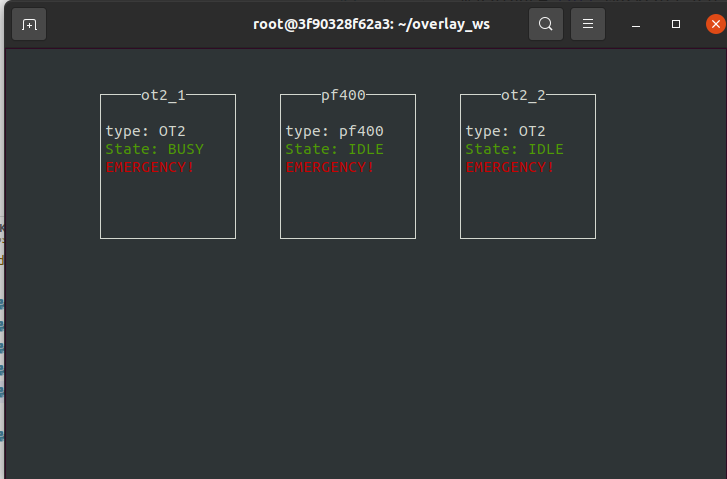 root@3f90328f62a3: ~/overlay_ws
ot2_1
type: OT2
State: BUSY
EMERGENCY!
pf400
type: pf400
State: IDLE
EMERGENCY!
ot2_2
type: OT2
State: IDLE
EMERGENCY!